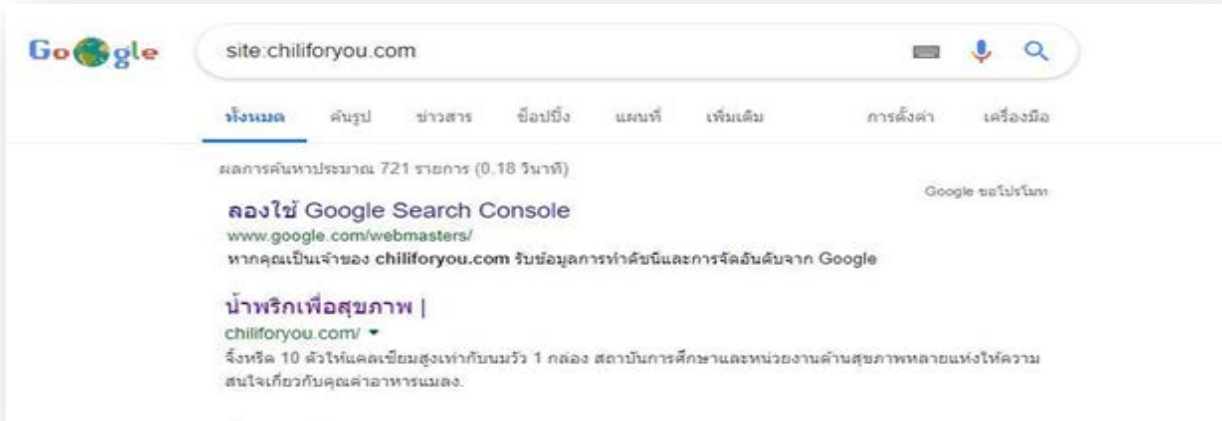 Google
site:chiliforyou.com
ทั้งหมด ค้นรูป ข่าวสาร ช็อปปิ้ง แผนที่ เพิ่มเติม การตั้งค่า เครื่องมือ
ผลการค้นหาประมาณ 721 รายการ (0.18 วินาที)
Google ขอโปรโมท
ลองใช้ Google Search Console
www.google.com/webmasters/
หากคุณเป็นเจ้าของ chiliforyou.com รับข้อมูลการทำดัชนีและการจัดอันดับจาก Google
น้ำพริกเพื่อสุขภาพ |
chiliforyou.com/
จิ้งหรีด 10 ตัวให้แคลเซียมสูงเท่ากับนมวัว 1 กล่อง สถาบันการศึกษาและหน่วยงานด้านสุขภาพหลายแห่งให้ความ
สนใจเกี่ยวกับคุณค่าอาหารแมลง.